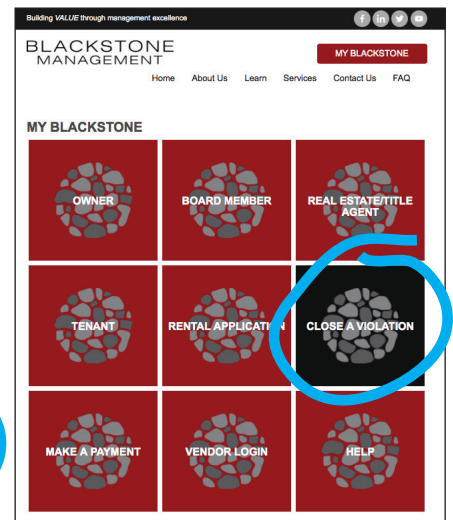 Building VALUE through management excellence
BLACKSTONE
MANAGEMENT
MY BLACKSTONE
Home About Us Learn Services Contact Us FAQ
MY BLACKSTONE
OWNER
BOARD MEMBER
REAL ESTATE/TITLE
AGENT
TENANT
RENTAL APPLICATION
CLOSE A VIOLATION
MAKE A PAYMENT
VENDOR LOGIN
HELP